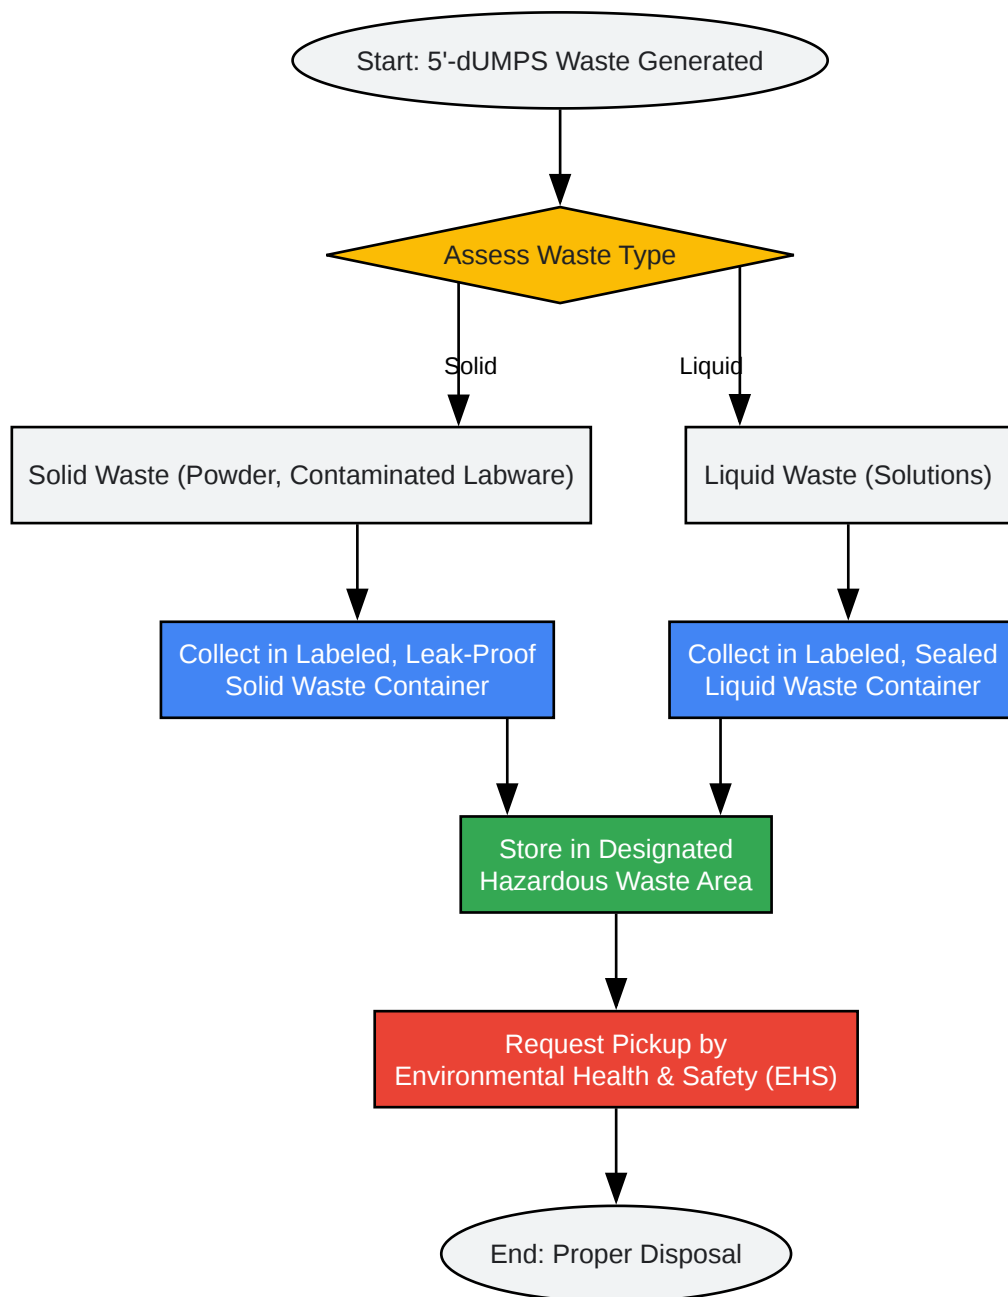 Start: 5'-dUMPS Waste Generated
Assess Waste Type
Solid
Liquid
Solid Waste (Powder, Contaminated Labware)
Liquid Waste (Solutions)
Collect in Labeled, Leak-Proof
Solid Waste Container
Collect in Labeled, Sealed
Liquid Waste Container
Store in Designated
Hazardous Waste Area
Request Pickup by
Environmental Health & Safety (EHS)
End: Proper Disposal